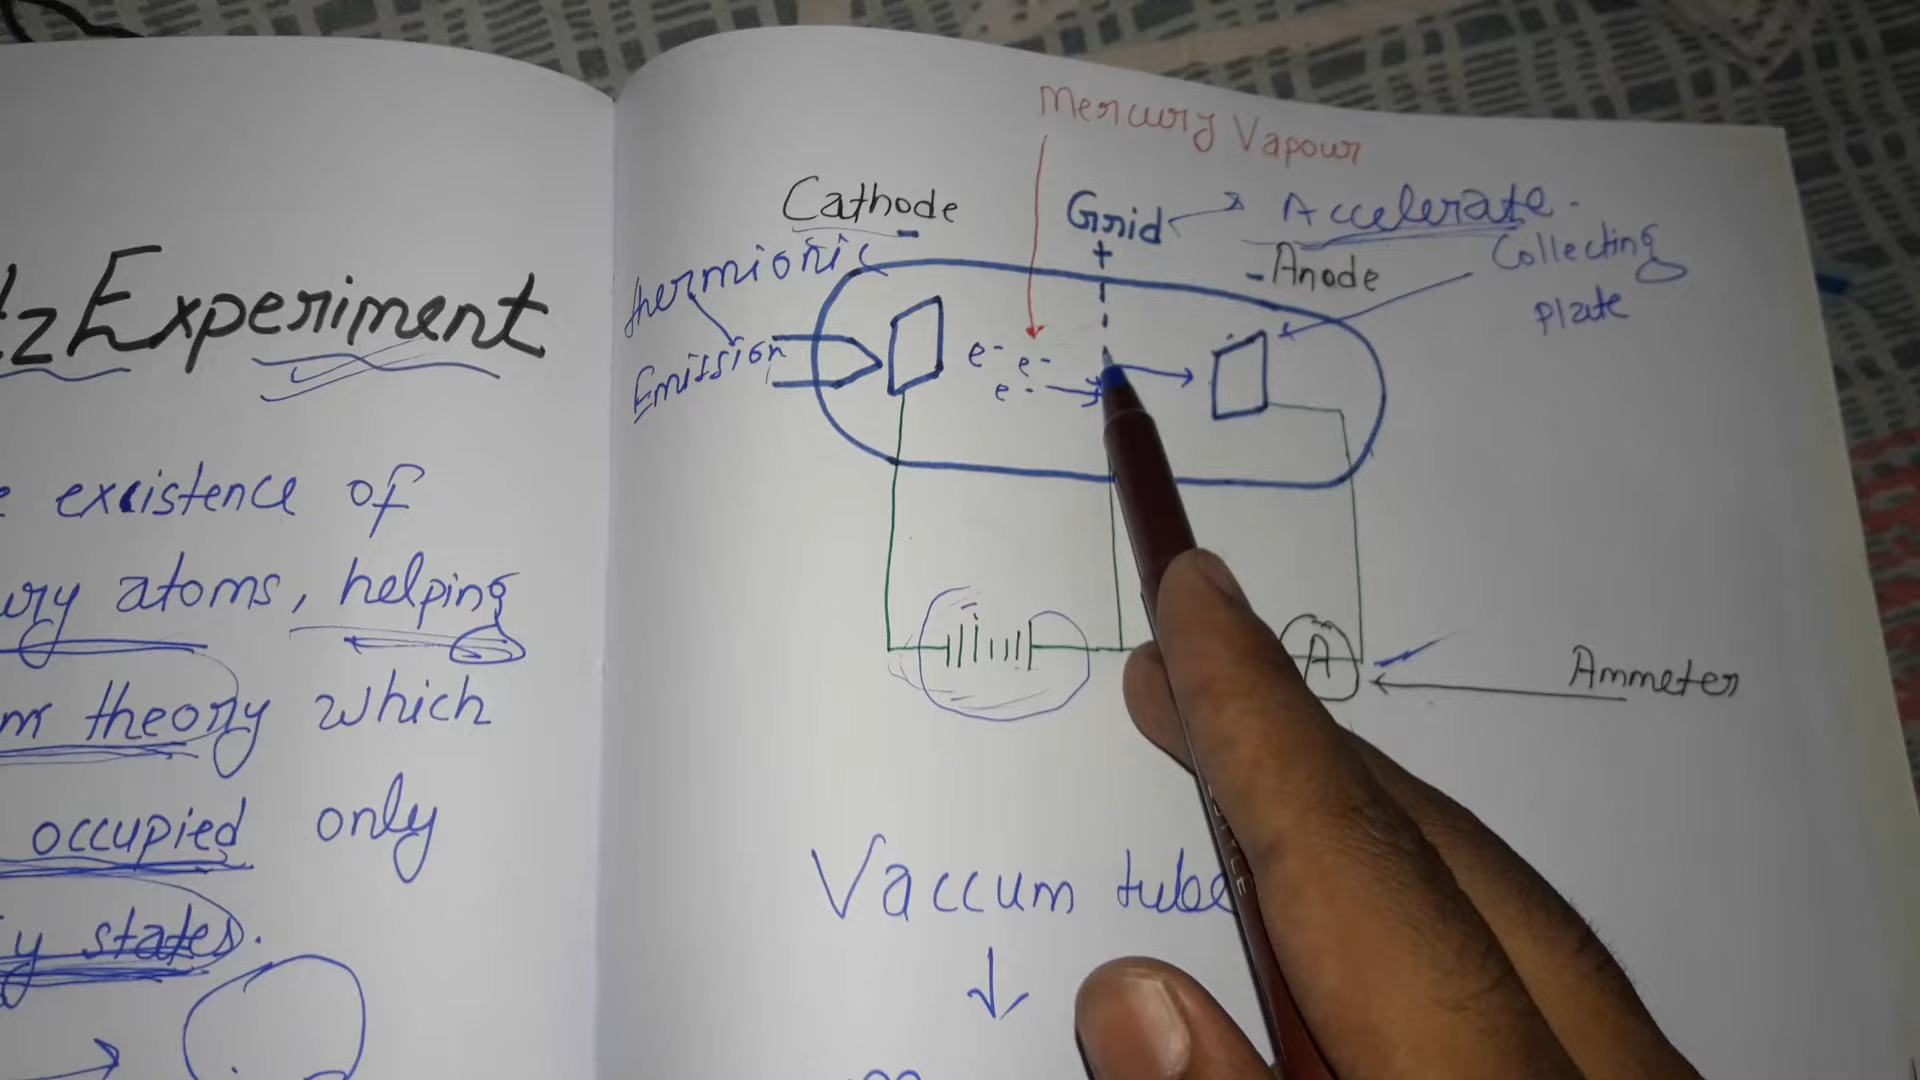 Experiment
existence of
atoms, helping
theory which
occupied only
states.
Mercury Vapour
Cathode
Grid
Accelerate.
+
-Anode
Collecting
plate
thermionic
Emission
e- e-
e-
A
Ammeter
Vaccum tube